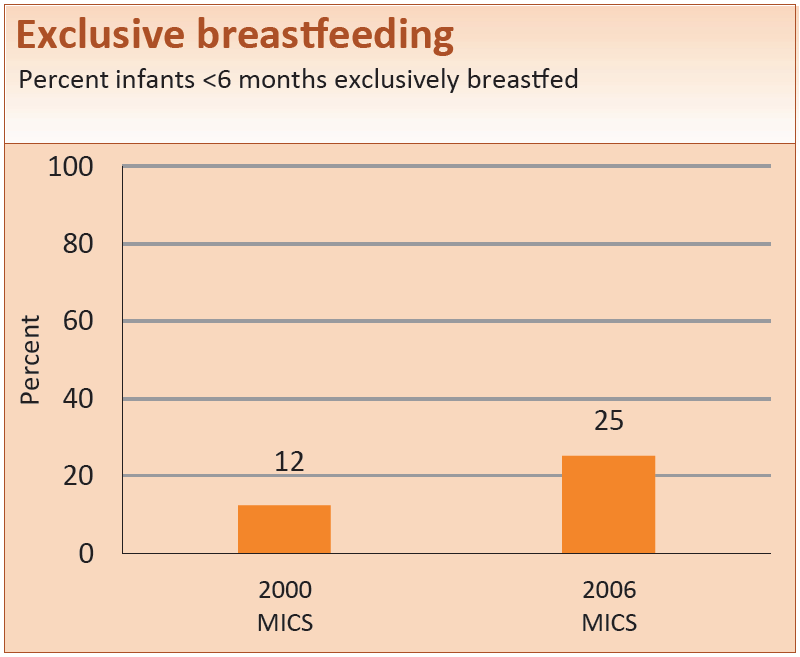 Exclusive breastfeeding
Percent infants <6 months exclusively breastfed
Percent
100
80
60
40
20
0
12
25
2000
MICS
2006
MICS